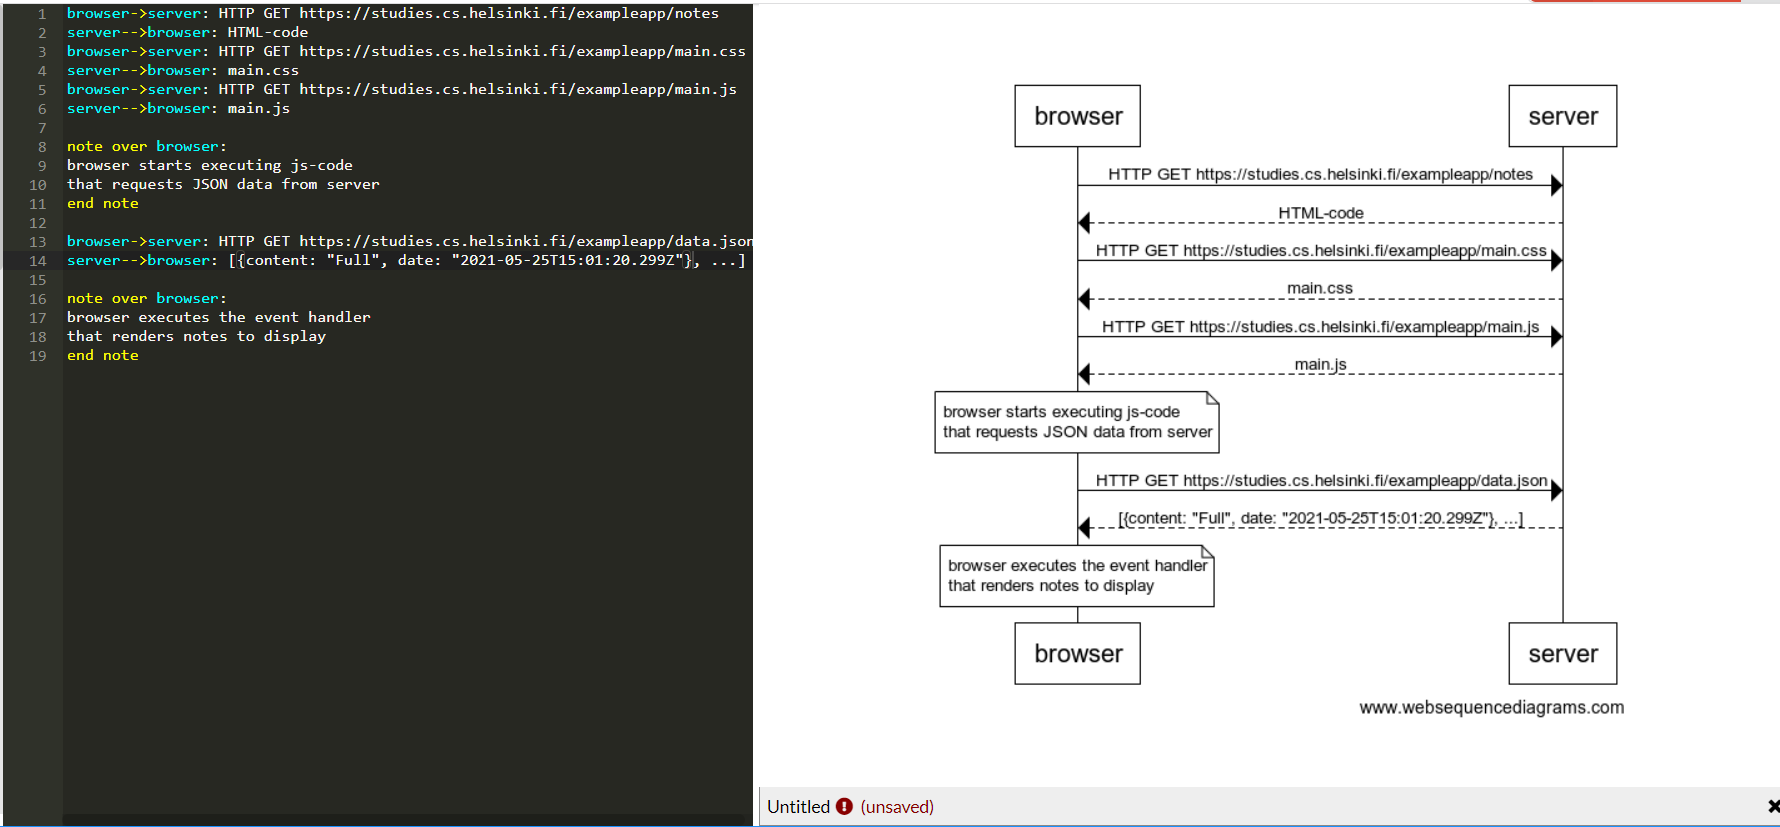 1 browser->server: HTTP GET https://studies.cs.helsinki.fi/exampleapp/notes
2 server-->browser: HTML-code
3 browser->server: HTTP GET https://studies.cs.helsinki.fi/exampleapp/main.css
4 server-->browser: main.css
5 browser->server: HTTP GET https://studies.cs.helsinki.fi/exampleapp/main.js
6 server-->browser: main.js
7
8 note over browser:
9 browser starts executing js-code
10 that requests JSON data from server
11 end note
12
13 browser->server: HTTP GET https://studies.cs.helsinki.fi/exampleapp/data.json
14 server-->browser: [{content: "Full", date: "2021-05-25T15:01:20.299Z"}, ...]
15
16 note over browser:
17 browser executes the event handler
18 that renders notes to display
19 end note
browser server
HTTP GET https://studies.cs.helsinki.fi/exampleapp/notes
HTML-code
HTTP GET https://studies.cs.helsinki.fi/exampleapp/main.css
main.css
HTTP GET https://studies.cs.helsinki.fi/exampleapp/main.js
main.js
browser starts executing js-code
that requests JSON data from server
HTTP GET https://studies.cs.helsinki.fi/exampleapp/data.json
[{content: "Full", date: "2021-05-25T15:01:20.299Z"}, ...]
browser executes the event handler
that renders notes to display
browser server
www.websequencediagrams.com
Untitled ! (unsaved) ×